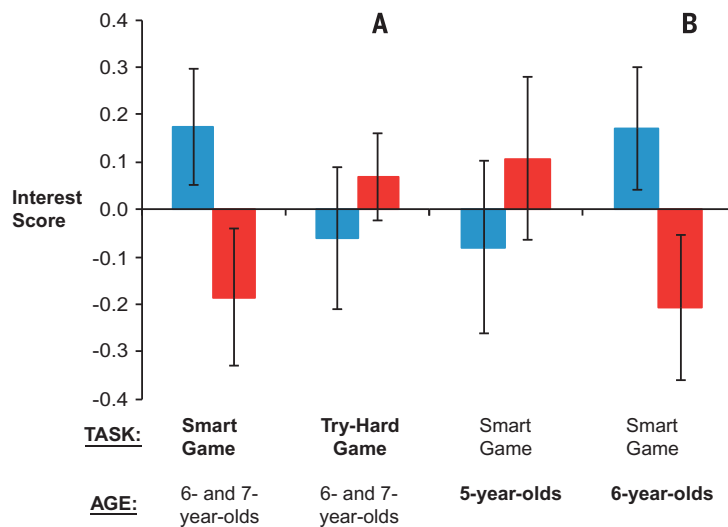 A
B
0.4
0.3
0.2
0.1
0.0
-0.1
-0.2
-0.3
-0.4
Interest
Score
TASK:
Smart
Game
Try-Hard
Game
Smart
Game
Smart
Game
AGE:
6- and 7-
year-olds
6- and 7-
year-olds
5-year-olds
6-year-olds